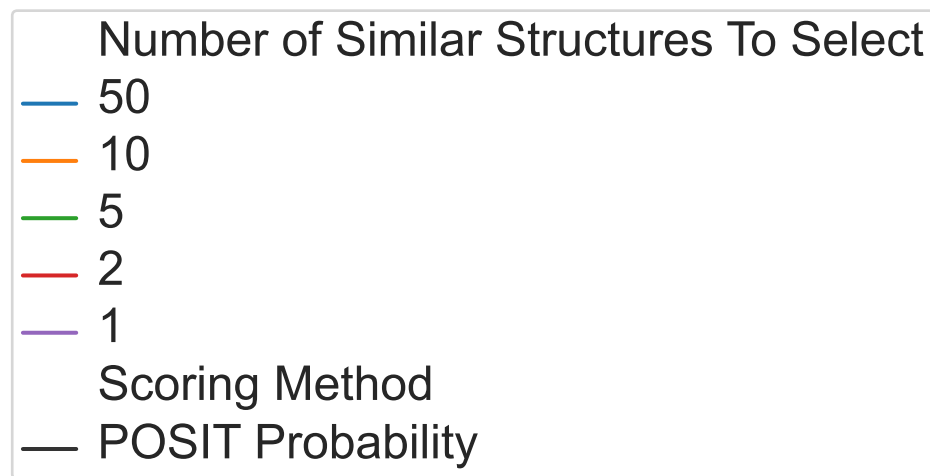 Number of Similar Structures To Select
50
10
5
2
1
Scoring Method
POSIT Probability